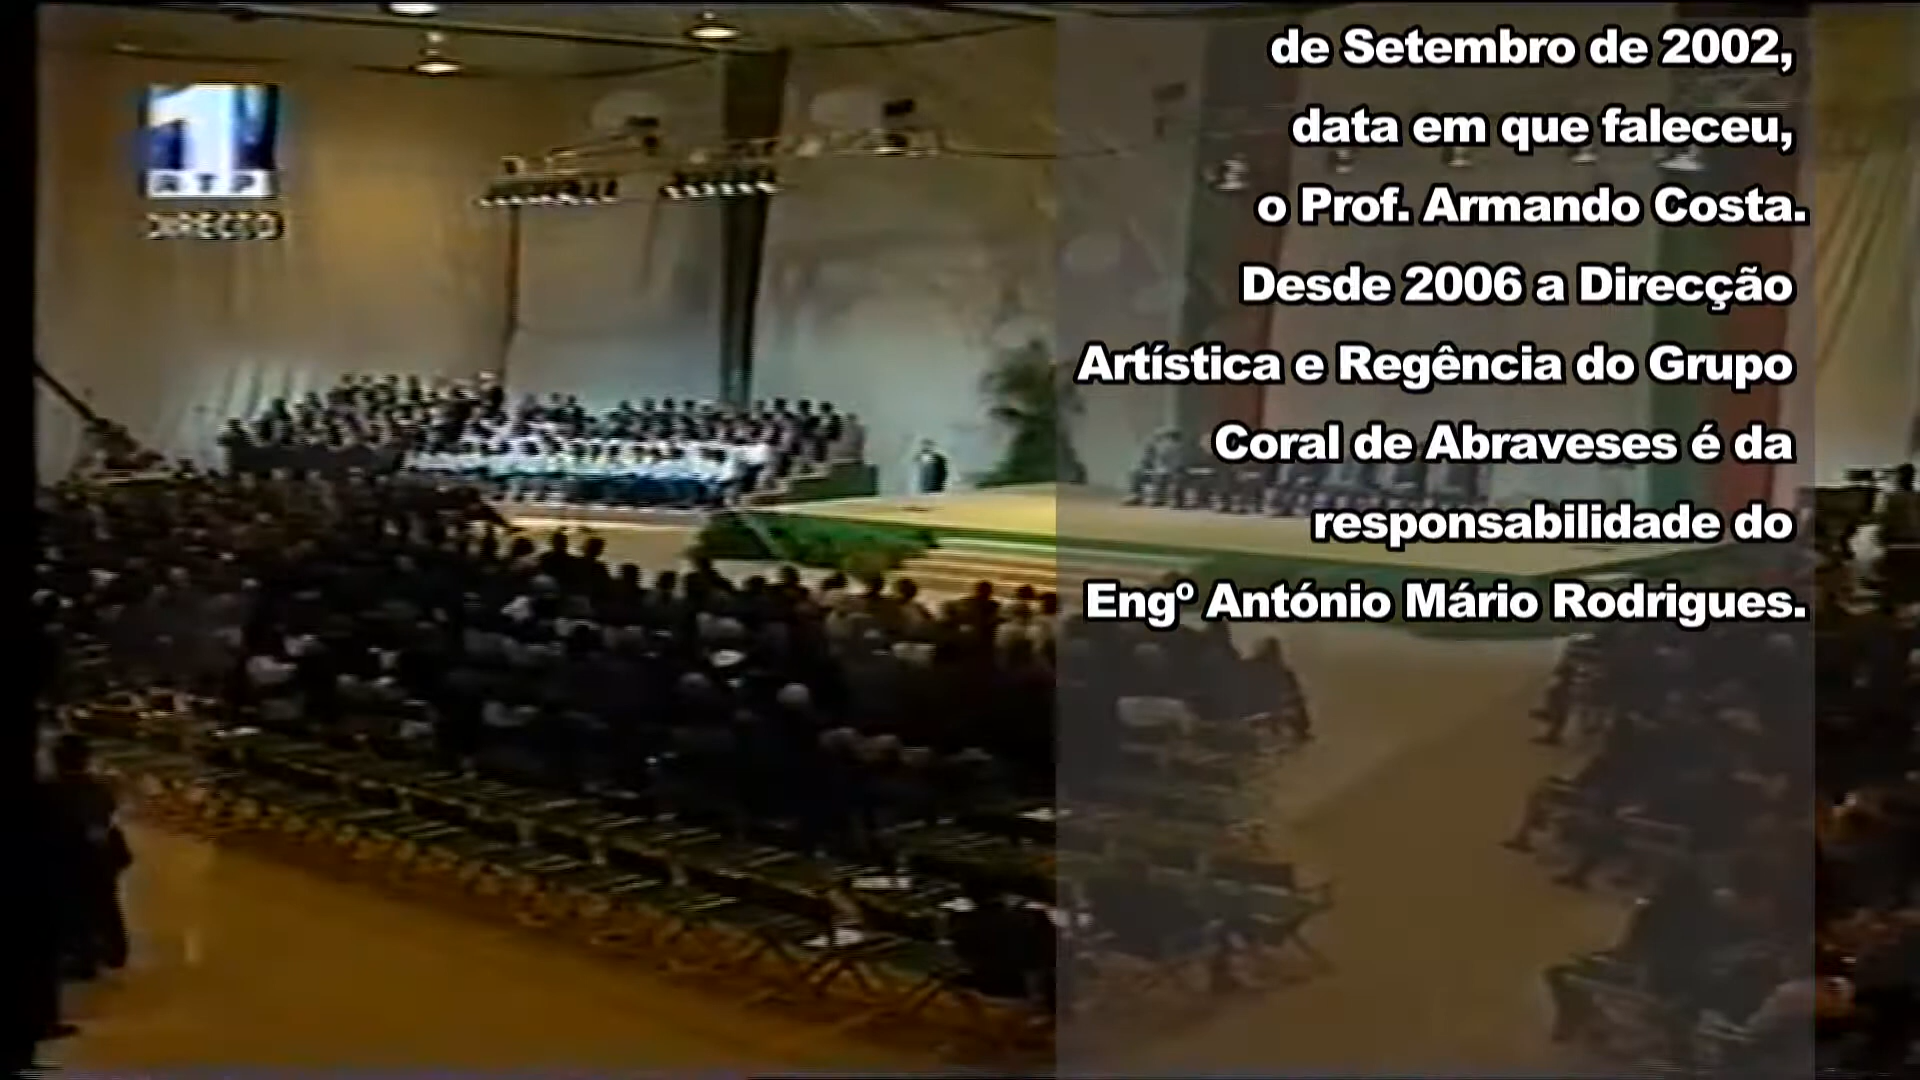 1
RTP
DIRECTO
de Setembro de 2002,
data em que faleceu,
o Prof. Armando Costa.
Desde 2006 a Direcção
Artística e Regência do Grupo
Coral de Abraveses é da
responsabilidade do
Engº António Mário Rodrigues.